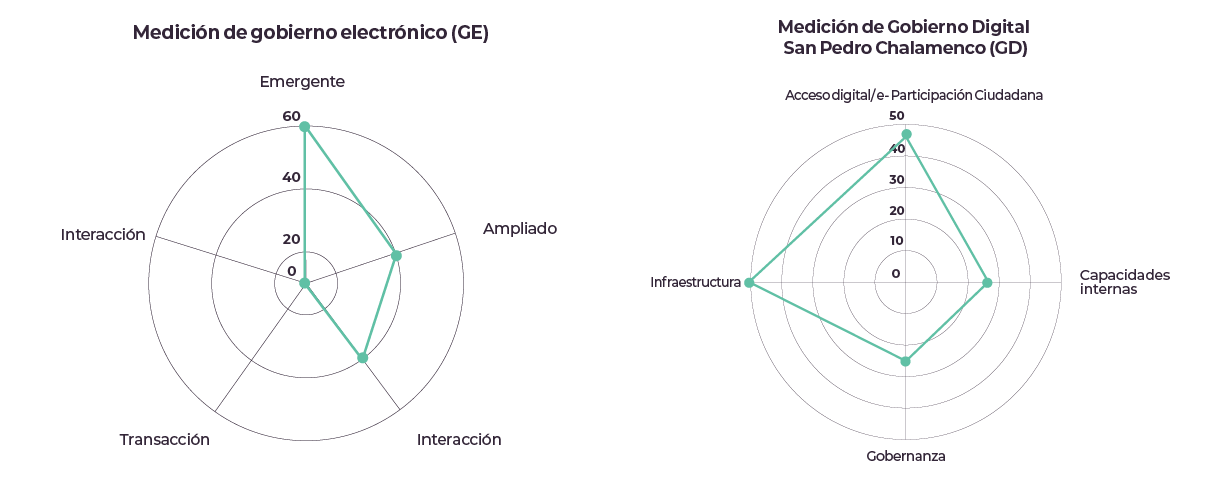 Medición de gobierno electrónico (GE)
Emergente
60
40
20
0
Interacción
Ampliado
Transacción
Interacción
Medición de Gobierno Digital
San Pedro Chalamenco (GD)
Acceso digital/ e- Participación Ciudadana
50
40
30
20
10
0
Infraestructura
Capacidades
internas
Gobernanza